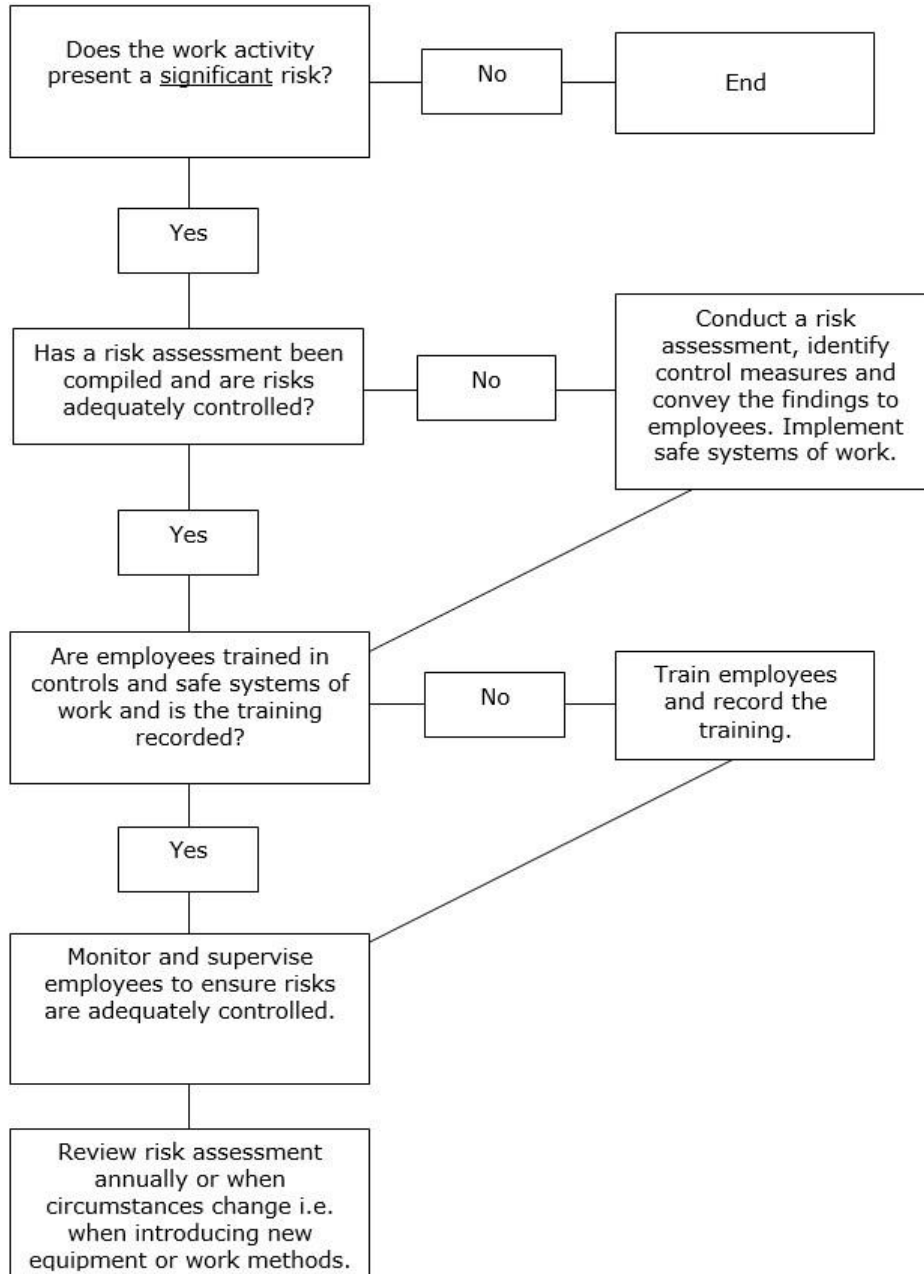 Does the work activity
present a significant risk?
No
End
Yes
Has a risk assessment been
compiled and are risks
adequately controlled?
No
Conduct a risk
assessment, identify
control measures and
convey the findings to
employees. Implement
safe systems of work.
Yes
Are employees trained in
controls and safe systems of
work and is the training
recorded?
No
Train employees
and record the
training.
Yes
Monitor and supervise
employees to ensure risks
are adequately controlled.
Review risk assessment
annually or when
circumstances change i.e.
when introducing new
equipment or work methods.